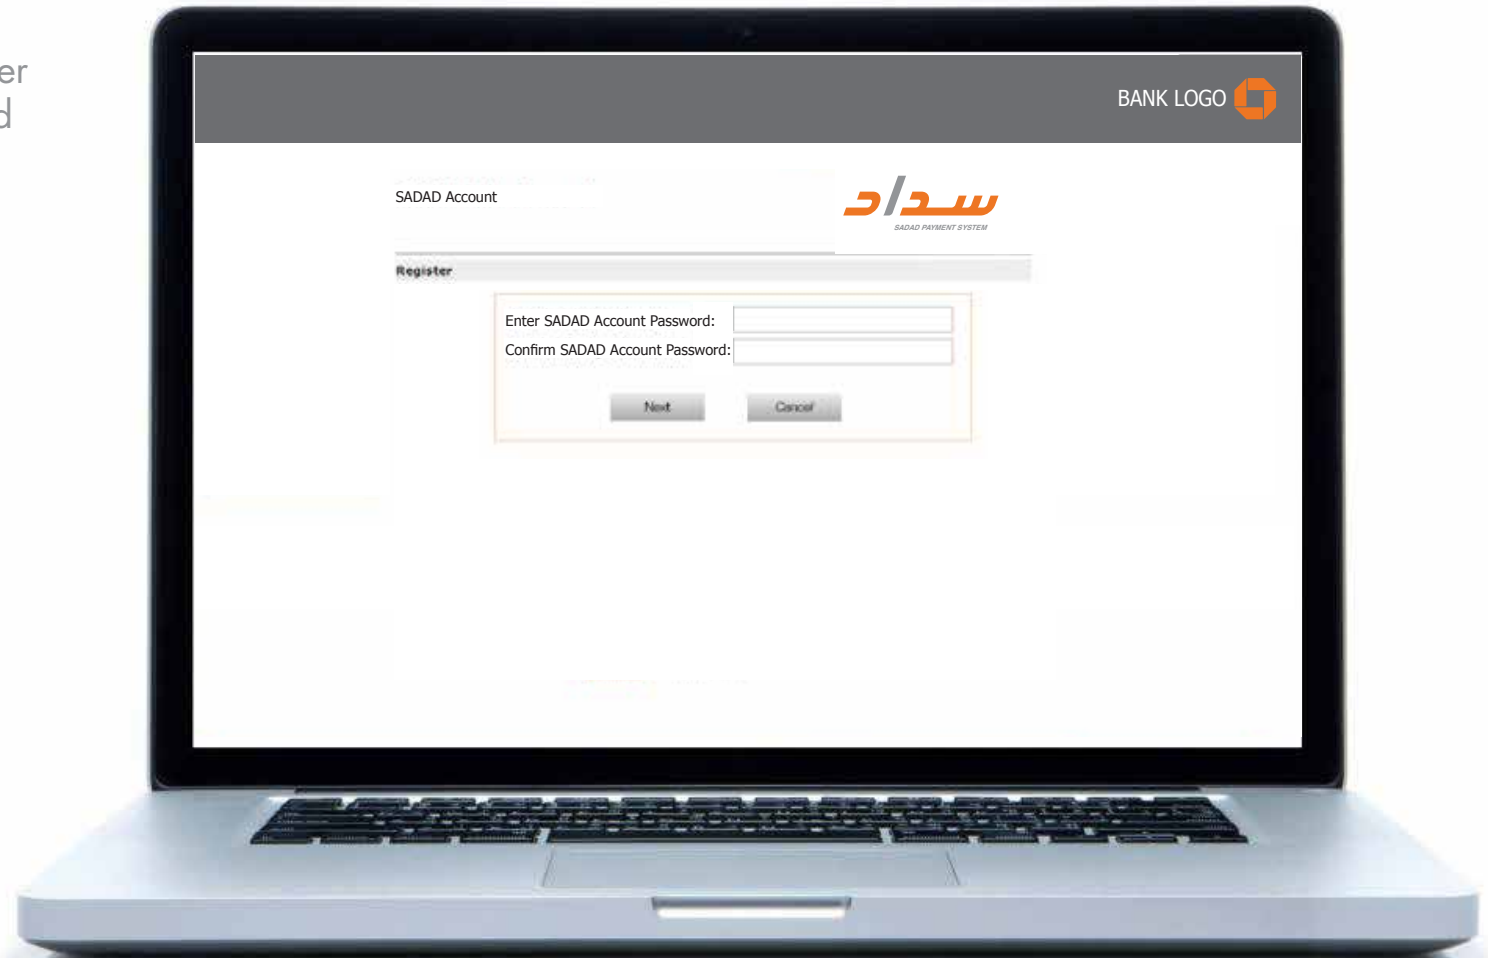 er
d
BANK LOGO
SADAD Account
سداد
SADAD PAYMENT SYSTEM
Register
Enter SADAD Account Password:
Confirm SADAD Account Password:
Next
Cancel